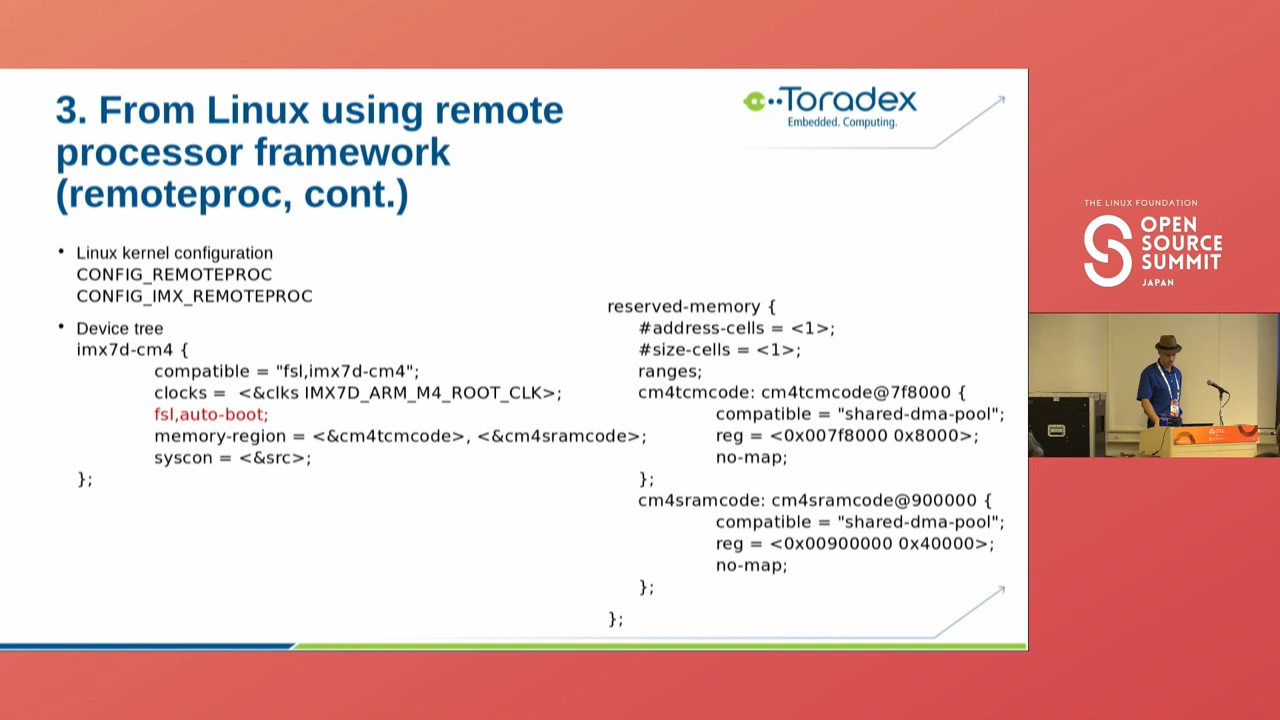 3. From Linux using remote
processor framework
(remoteproc, cont.)
Toradex
Embedded. Computing.
• Linux kernel configuration
CONFIG_REMOTEPROC
CONFIG_IMX_REMOTEPROC
• Device tree
imx7d-cm4 {
compatible = "fsl,imx7d-cm4";
clocks =  <&clks IMX7D_ARM_M4_ROOT_CLK>;
fsl,auto-boot;
memory-region = <&cm4tcmcode>, <&cm4sramcode>;
syscon = <&src>;
};
reserved-memory {
#address-cells = <1>;
#size-cells = <1>;
ranges;
cm4tcmcode: cm4tcmcode@7f8000 {
compatible = "shared-dma-pool";
reg = <0x007f8000 0x8000>;
no-map;
};
cm4sramcode: cm4sramcode@900000 {
compatible = "shared-dma-pool";
reg = <0x00900000 0x40000>;
no-map;
};
};
THE LINUX FOUNDATION
OPEN
SOURCE
SUMMIT
JAPAN